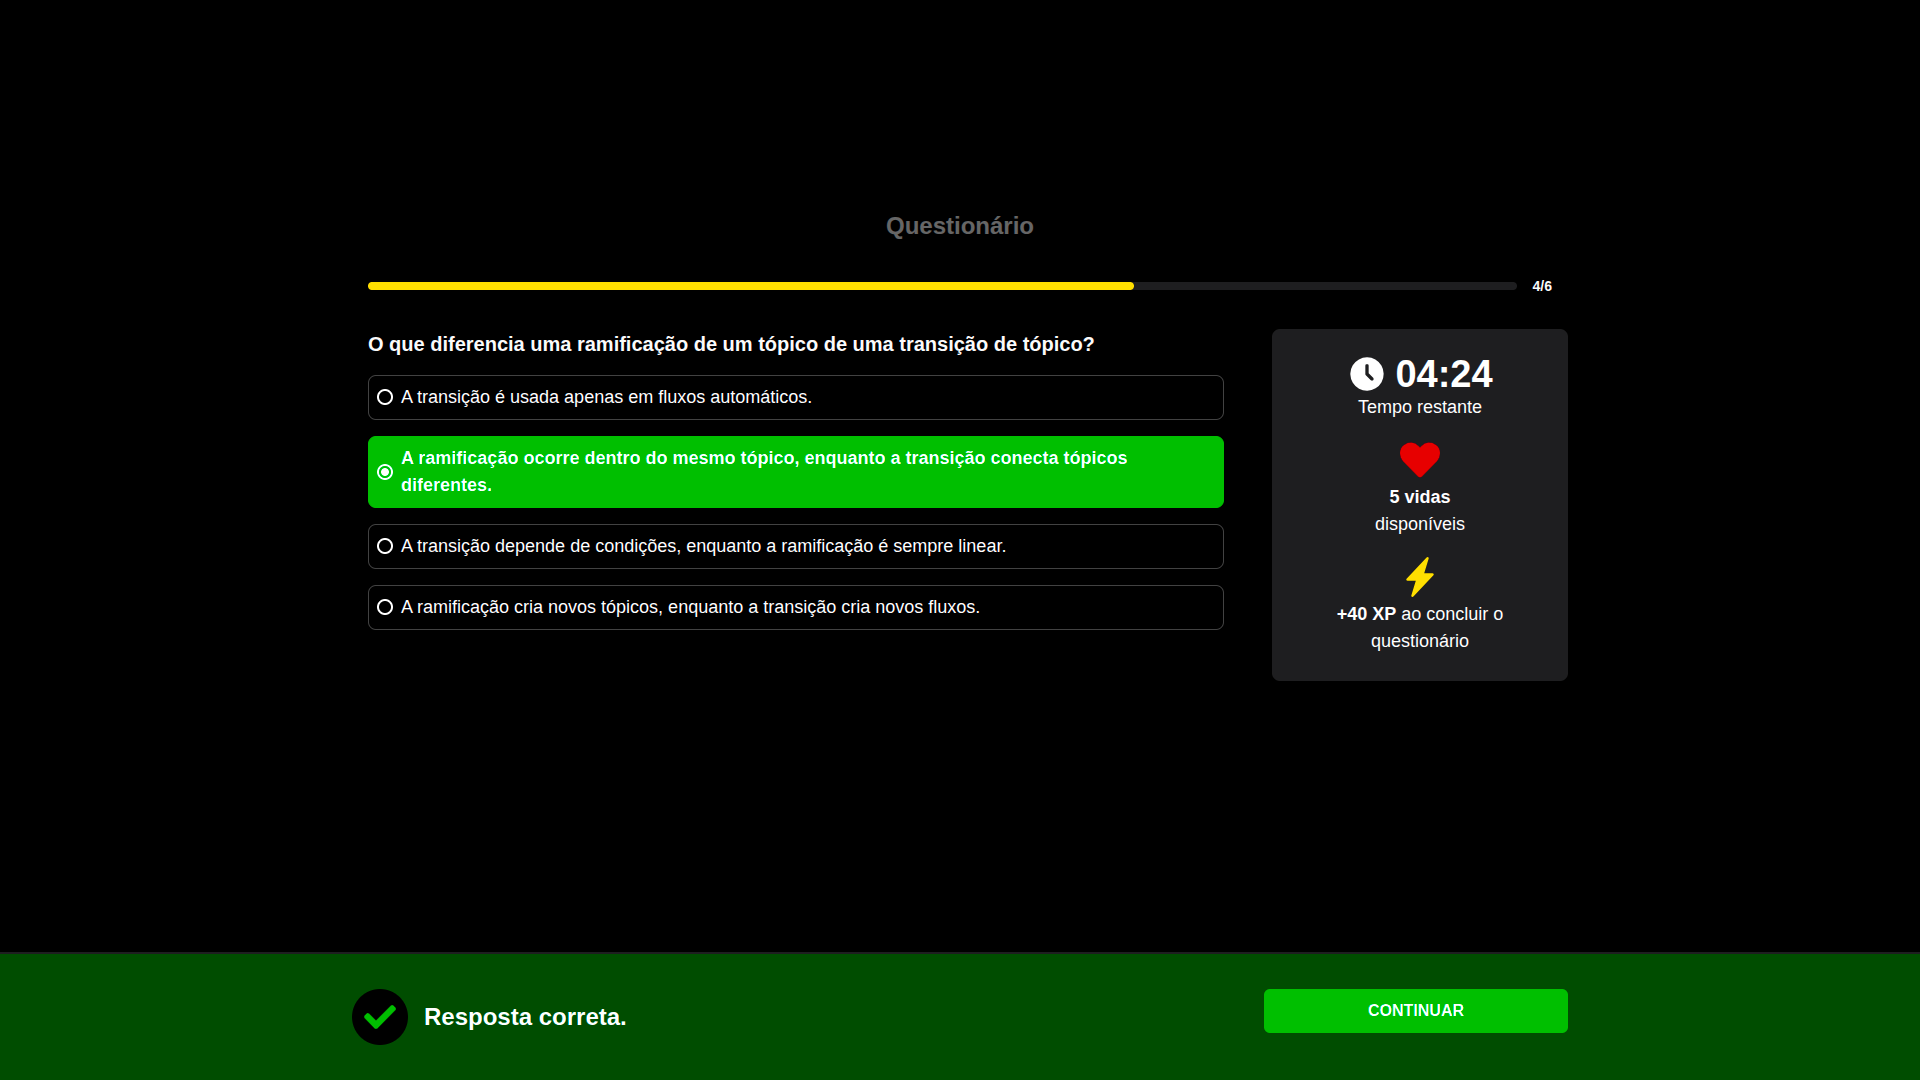 Questionário
4/6
O que diferencia uma ramificação de um tópico de uma transição de tópico?
A transição é usada apenas em fluxos automáticos.
A ramificação ocorre dentro do mesmo tópico, enquanto a transição conecta tópicos
diferentes.
A transição depende de condições, enquanto a ramificação é sempre linear.
A ramificação cria novos tópicos, enquanto a transição cria novos fluxos.
04:24
Tempo restante
5 vidas
disponíveis
+40 XP ao concluir o
questionário
Resposta correta.
CONTINUAR